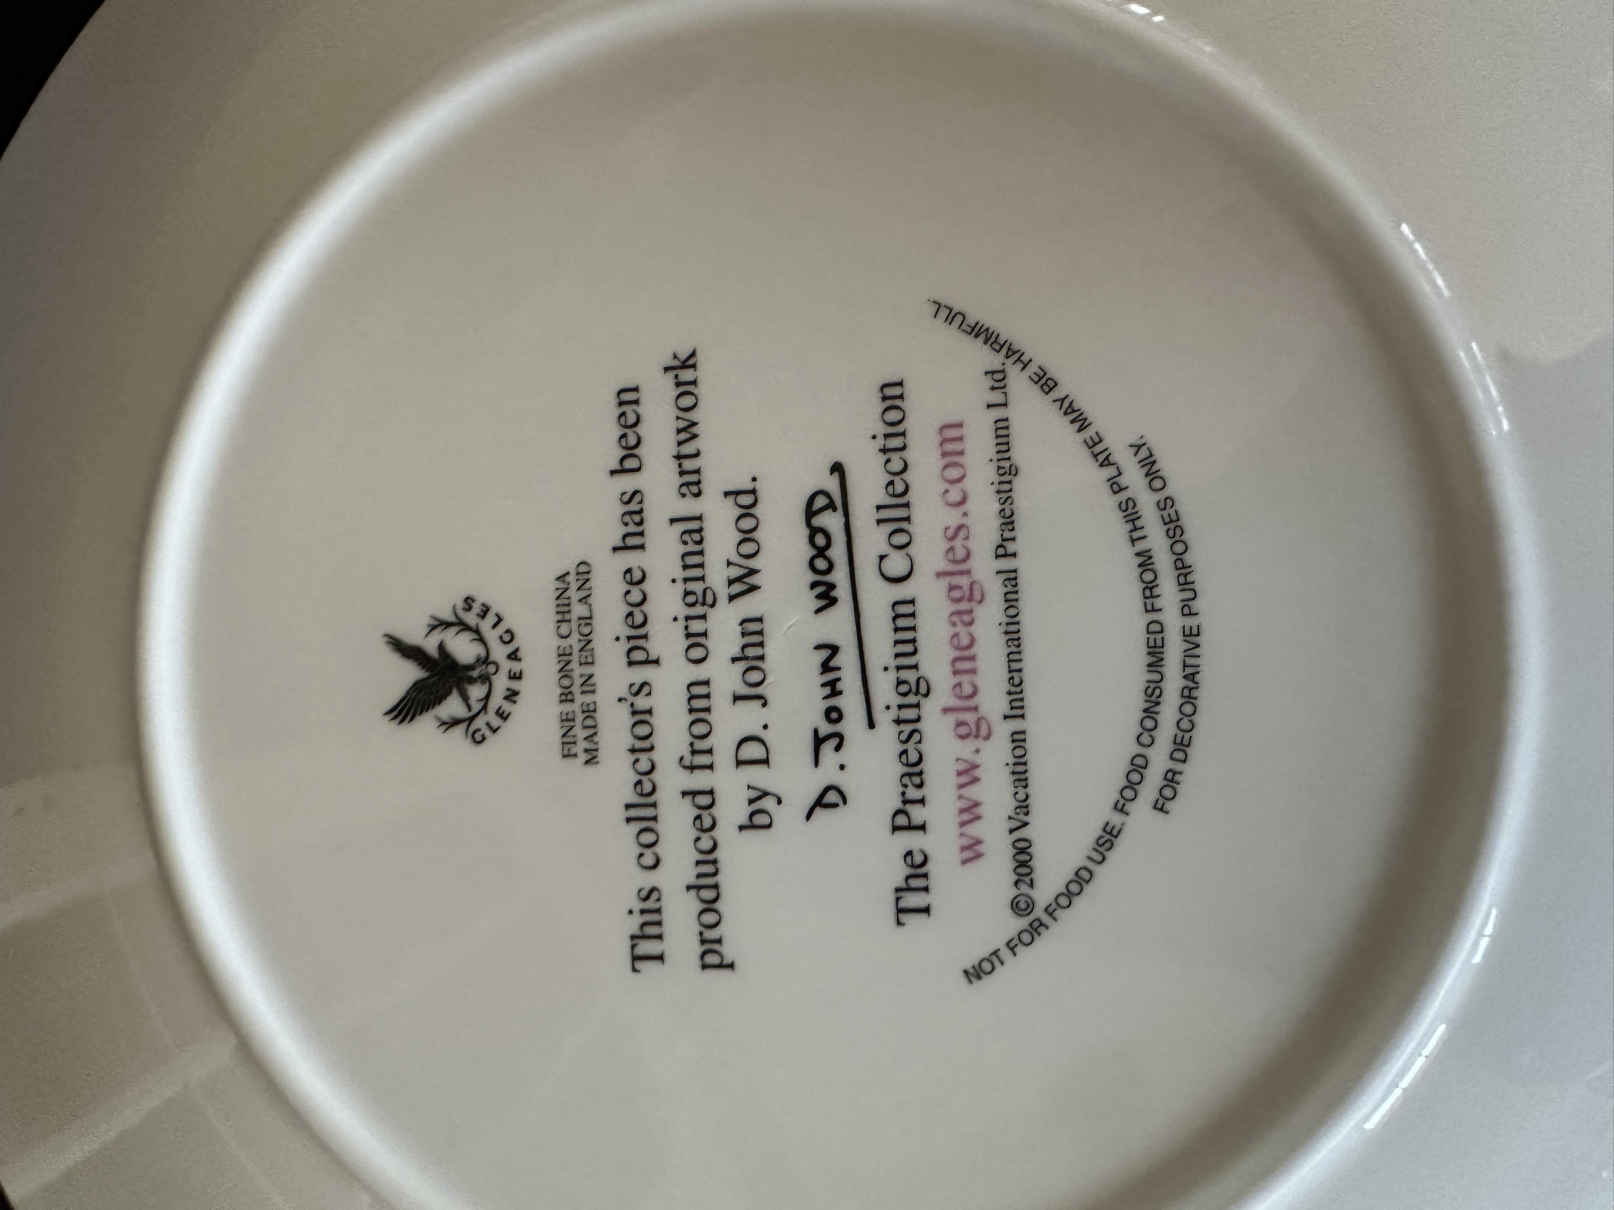 GLENEAGLES
FINE BONE CHINA
MADE IN ENGLAND
This collector's piece has been
produced from original artwork
by D. John Wood.
D. JOHN WOOD
The Praestigium Collection
www.gleneagles.com
©2000 Vacation International Praestigium Ltd.
NOT FOR FOOD USE. FOOD CONSUMED FROM THIS PLATE MAY BE HARMFULL.
FOR DECORATIVE PURPOSES ONLY.